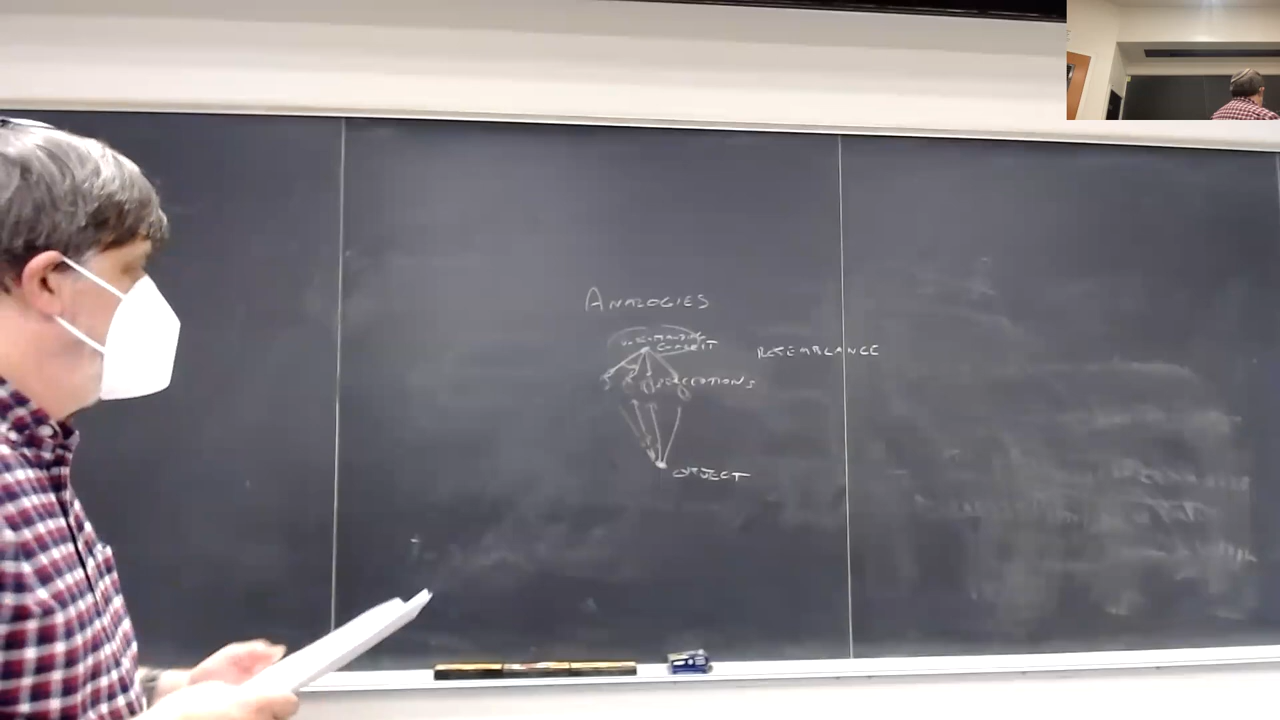 ANALOGIES
CONCEPT
RESEMBLANCE
PERCEPTIONS
OBJECT